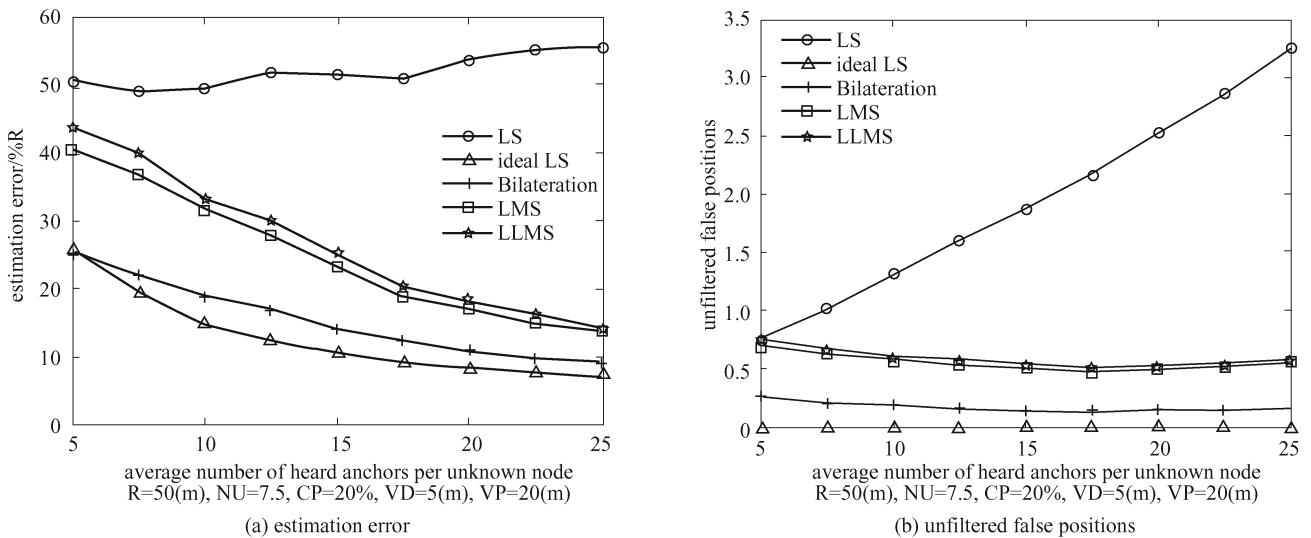 60
50
40
30
20
10
0
estimation error/%R
LS
ideal LS
Bilateration
LMS
LLMS
5 10 15 20 25
average number of heard anchors per unknown node
R=50(m), NU=7.5, CP=20%, VD=5(m), VP=20(m)
(a) estimation error
3.5
3.0
2.5
2.0
1.5
1.0
0.5
0
unfiltered false positions
LS
ideal LS
Bilateration
LMS
LLMS
5 10 15 20 25
average number of heard anchors per unknown node
R=50(m), NU=7.5, CP=20%, VD=5(m), VP=20(m)
(b) unfiltered false positions